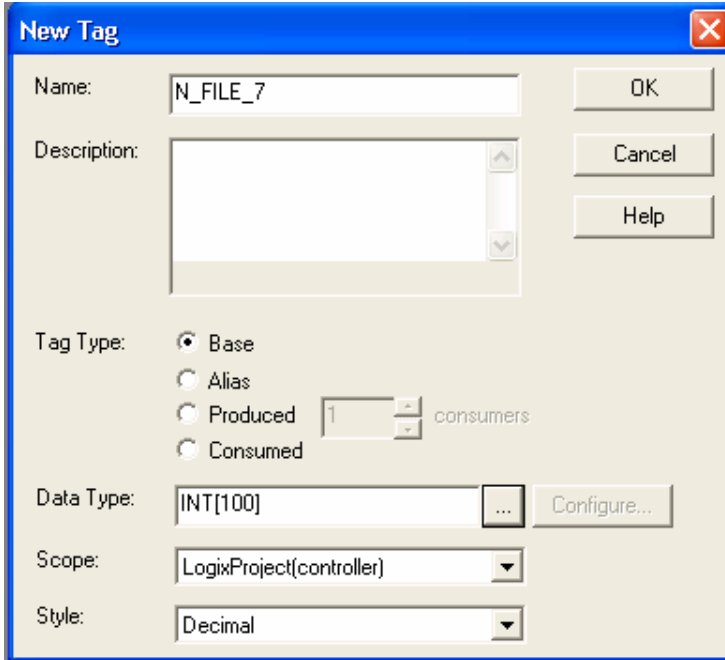 New Tag
Name: N_FILE_7 OK
Description: Cancel
Help
Tag Type: Base
Alias
Produced 1 consumers
Consumed
Data Type: INT[100] ... Configure...
Scope: LogixProject(controller)
Style: Decimal